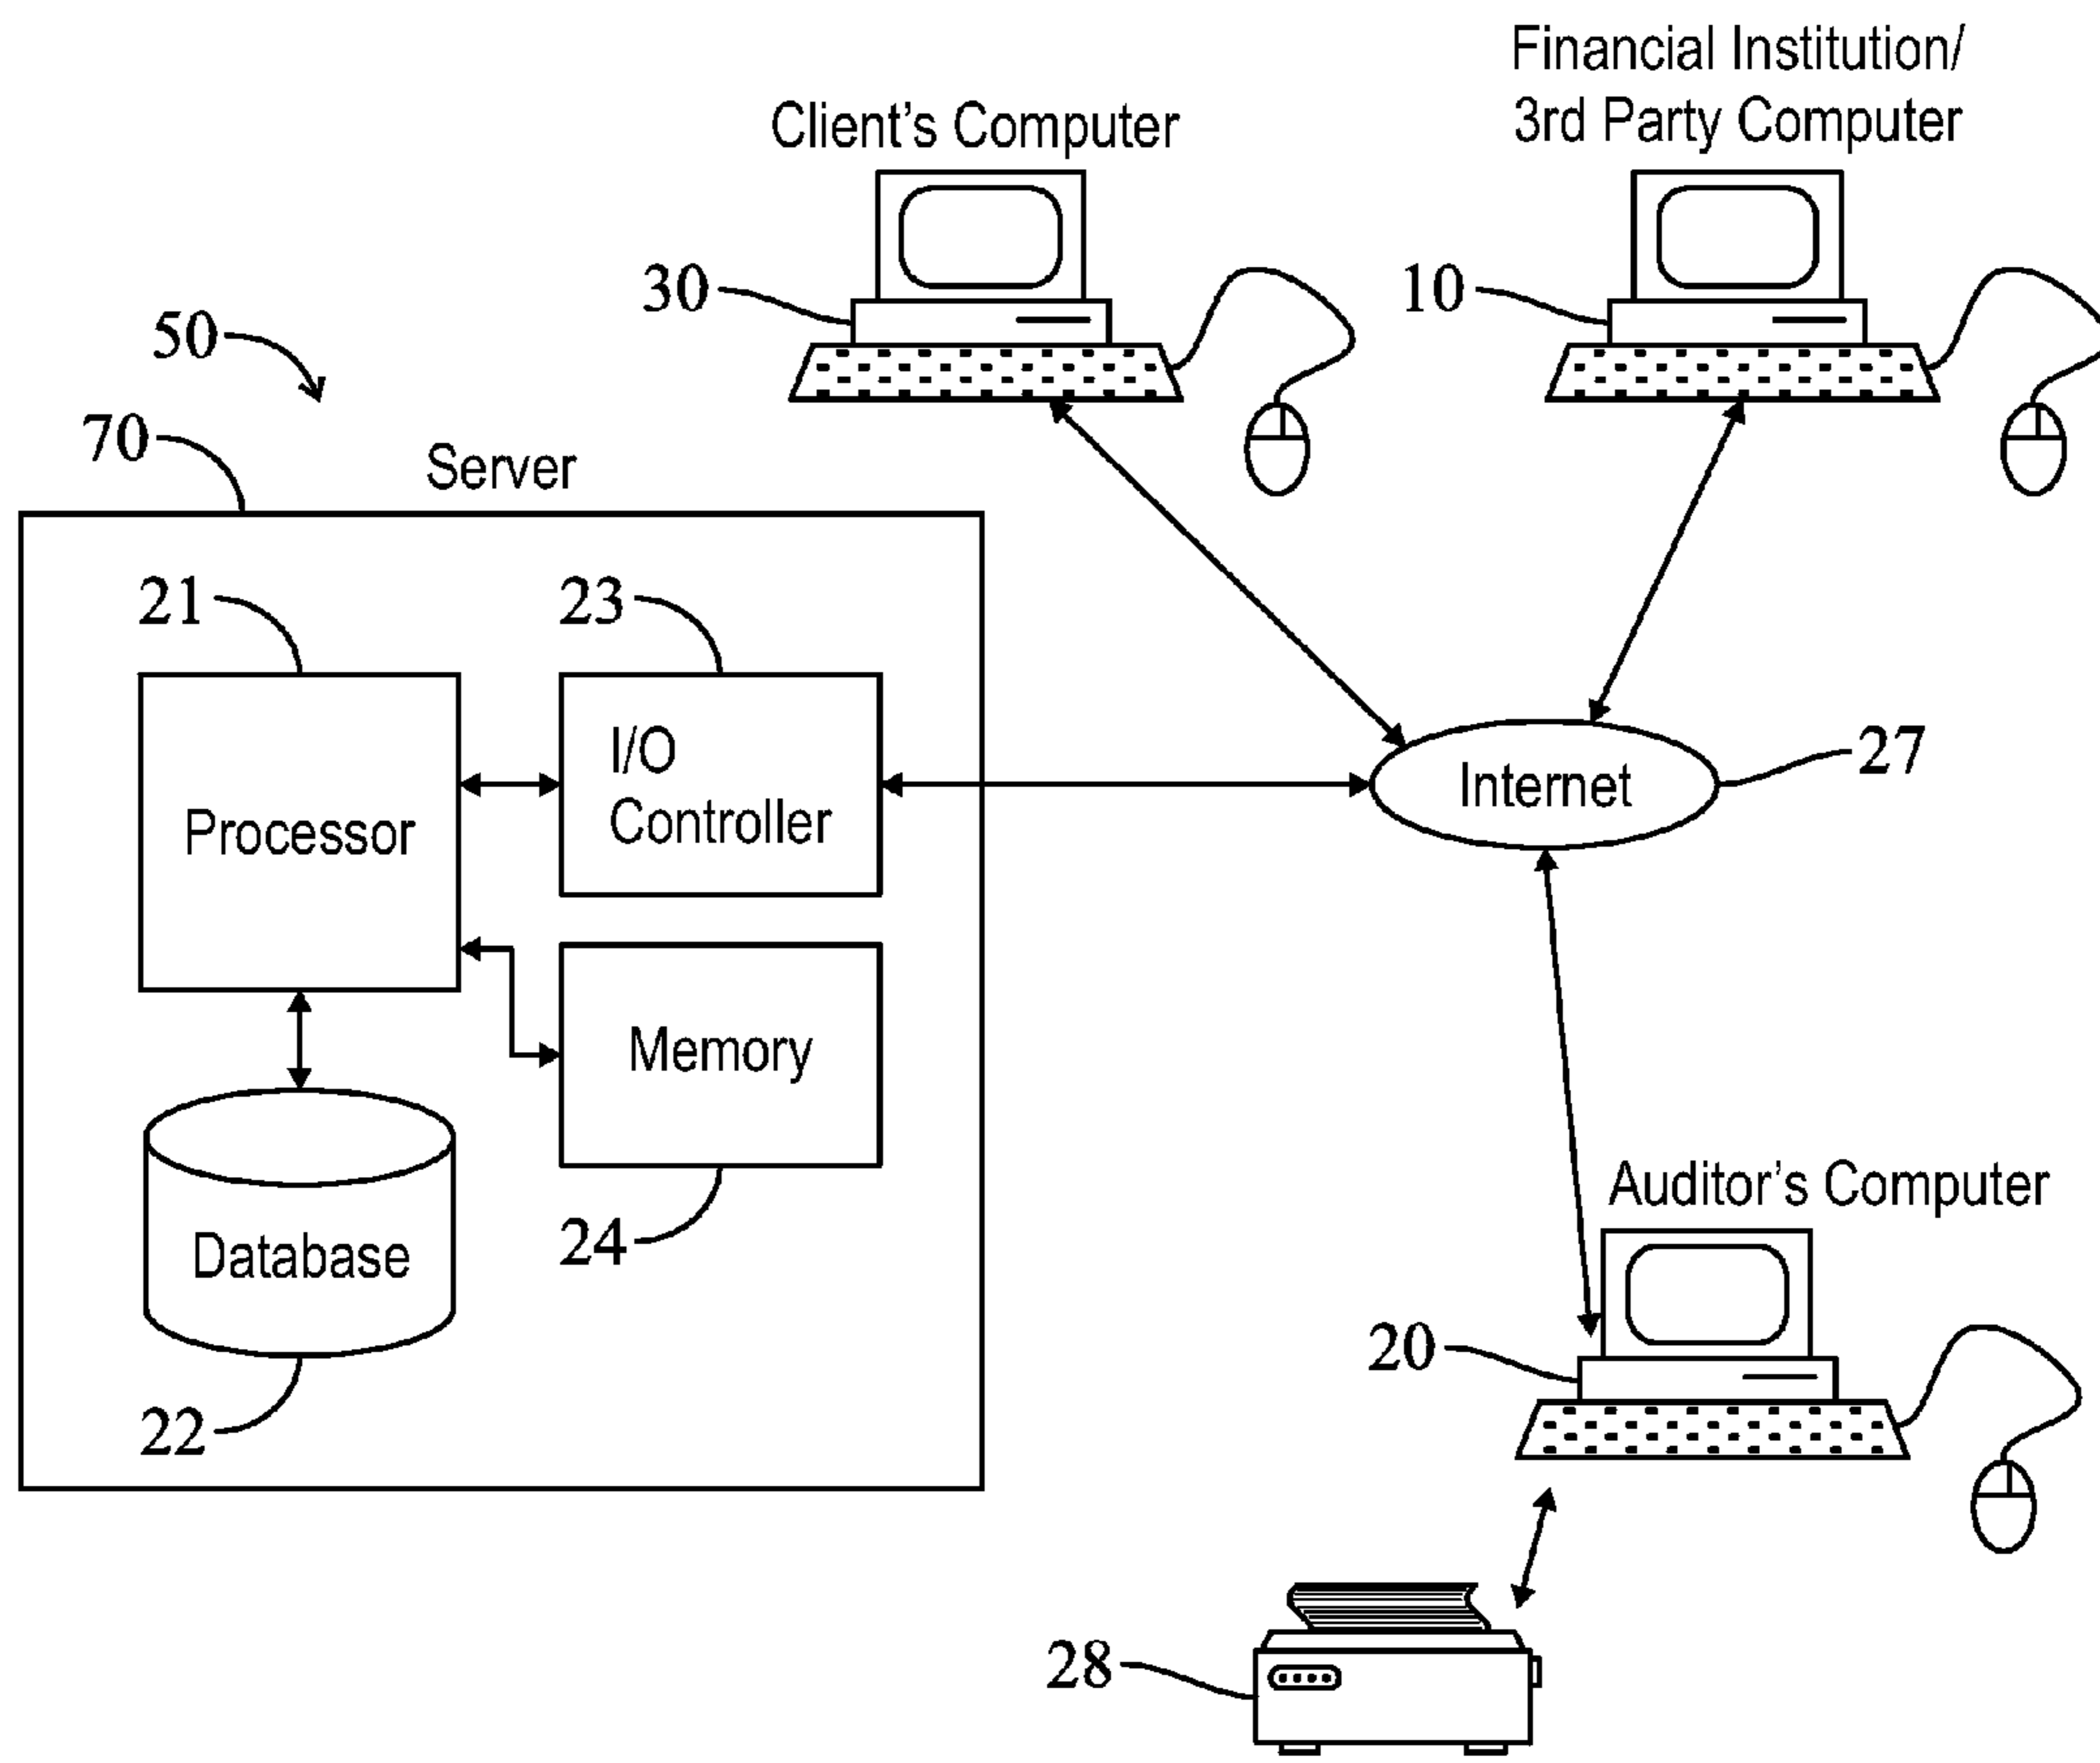 Financial Institution/
3rd Party Computer
Client's Computer
30
10
50
70
Server
21
23
I/O
Controller
Processor
Internet
27
Memory
Database
24
22
Auditor's Computer
20
28